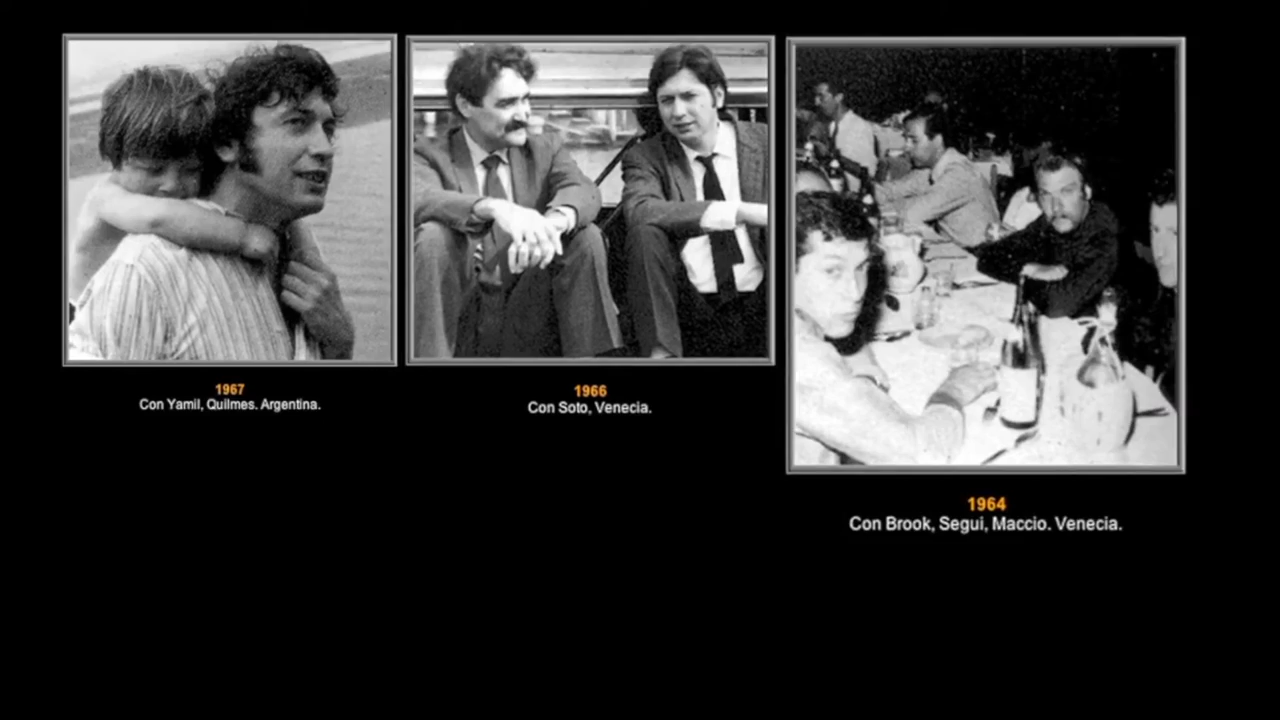 1967
Con Yamil, Quilmes. Argentina.
1966
Con Soto, Venecia.
1964
Con Brook, Segui, Maccio. Venecia.